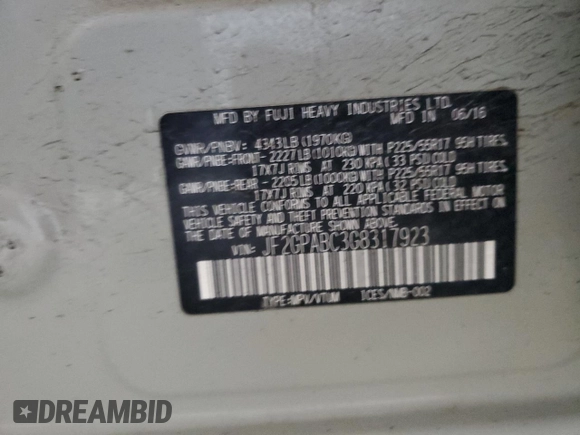 MFD. BY FUJI HEAVY INDUSTRIES LTD.
MFD. IN 06/16
GVWR/PNBV: 4343LB(1970KG)
GAWR/PNBE-FRONT- 2227LB(1010KG)WITH P225/55R17 95H TIRES.
17X7J RIMS AT 230 KPA(33 PSI)COLD
GAWR/PNBE-REAR - 2205LB(1000KG)WITH P225/55R17 95H TIRES.
17X7J RIMS AT 220 KPA(32 PSI)COLD
THIS VEHICLE CONFORMS TO ALL APPLICABLE FEDERAL MOTOR
VEHICLE SAFETY AND THEFT PREVENTION STANDARDS IN EFFECT ON
THE DATE OF MANUFACTURE SHOWN ABOVE.
VIN: JF2GPABC3G8317923
TYPE:MPV/VTUM ICES/NMB-002
DREAMBID